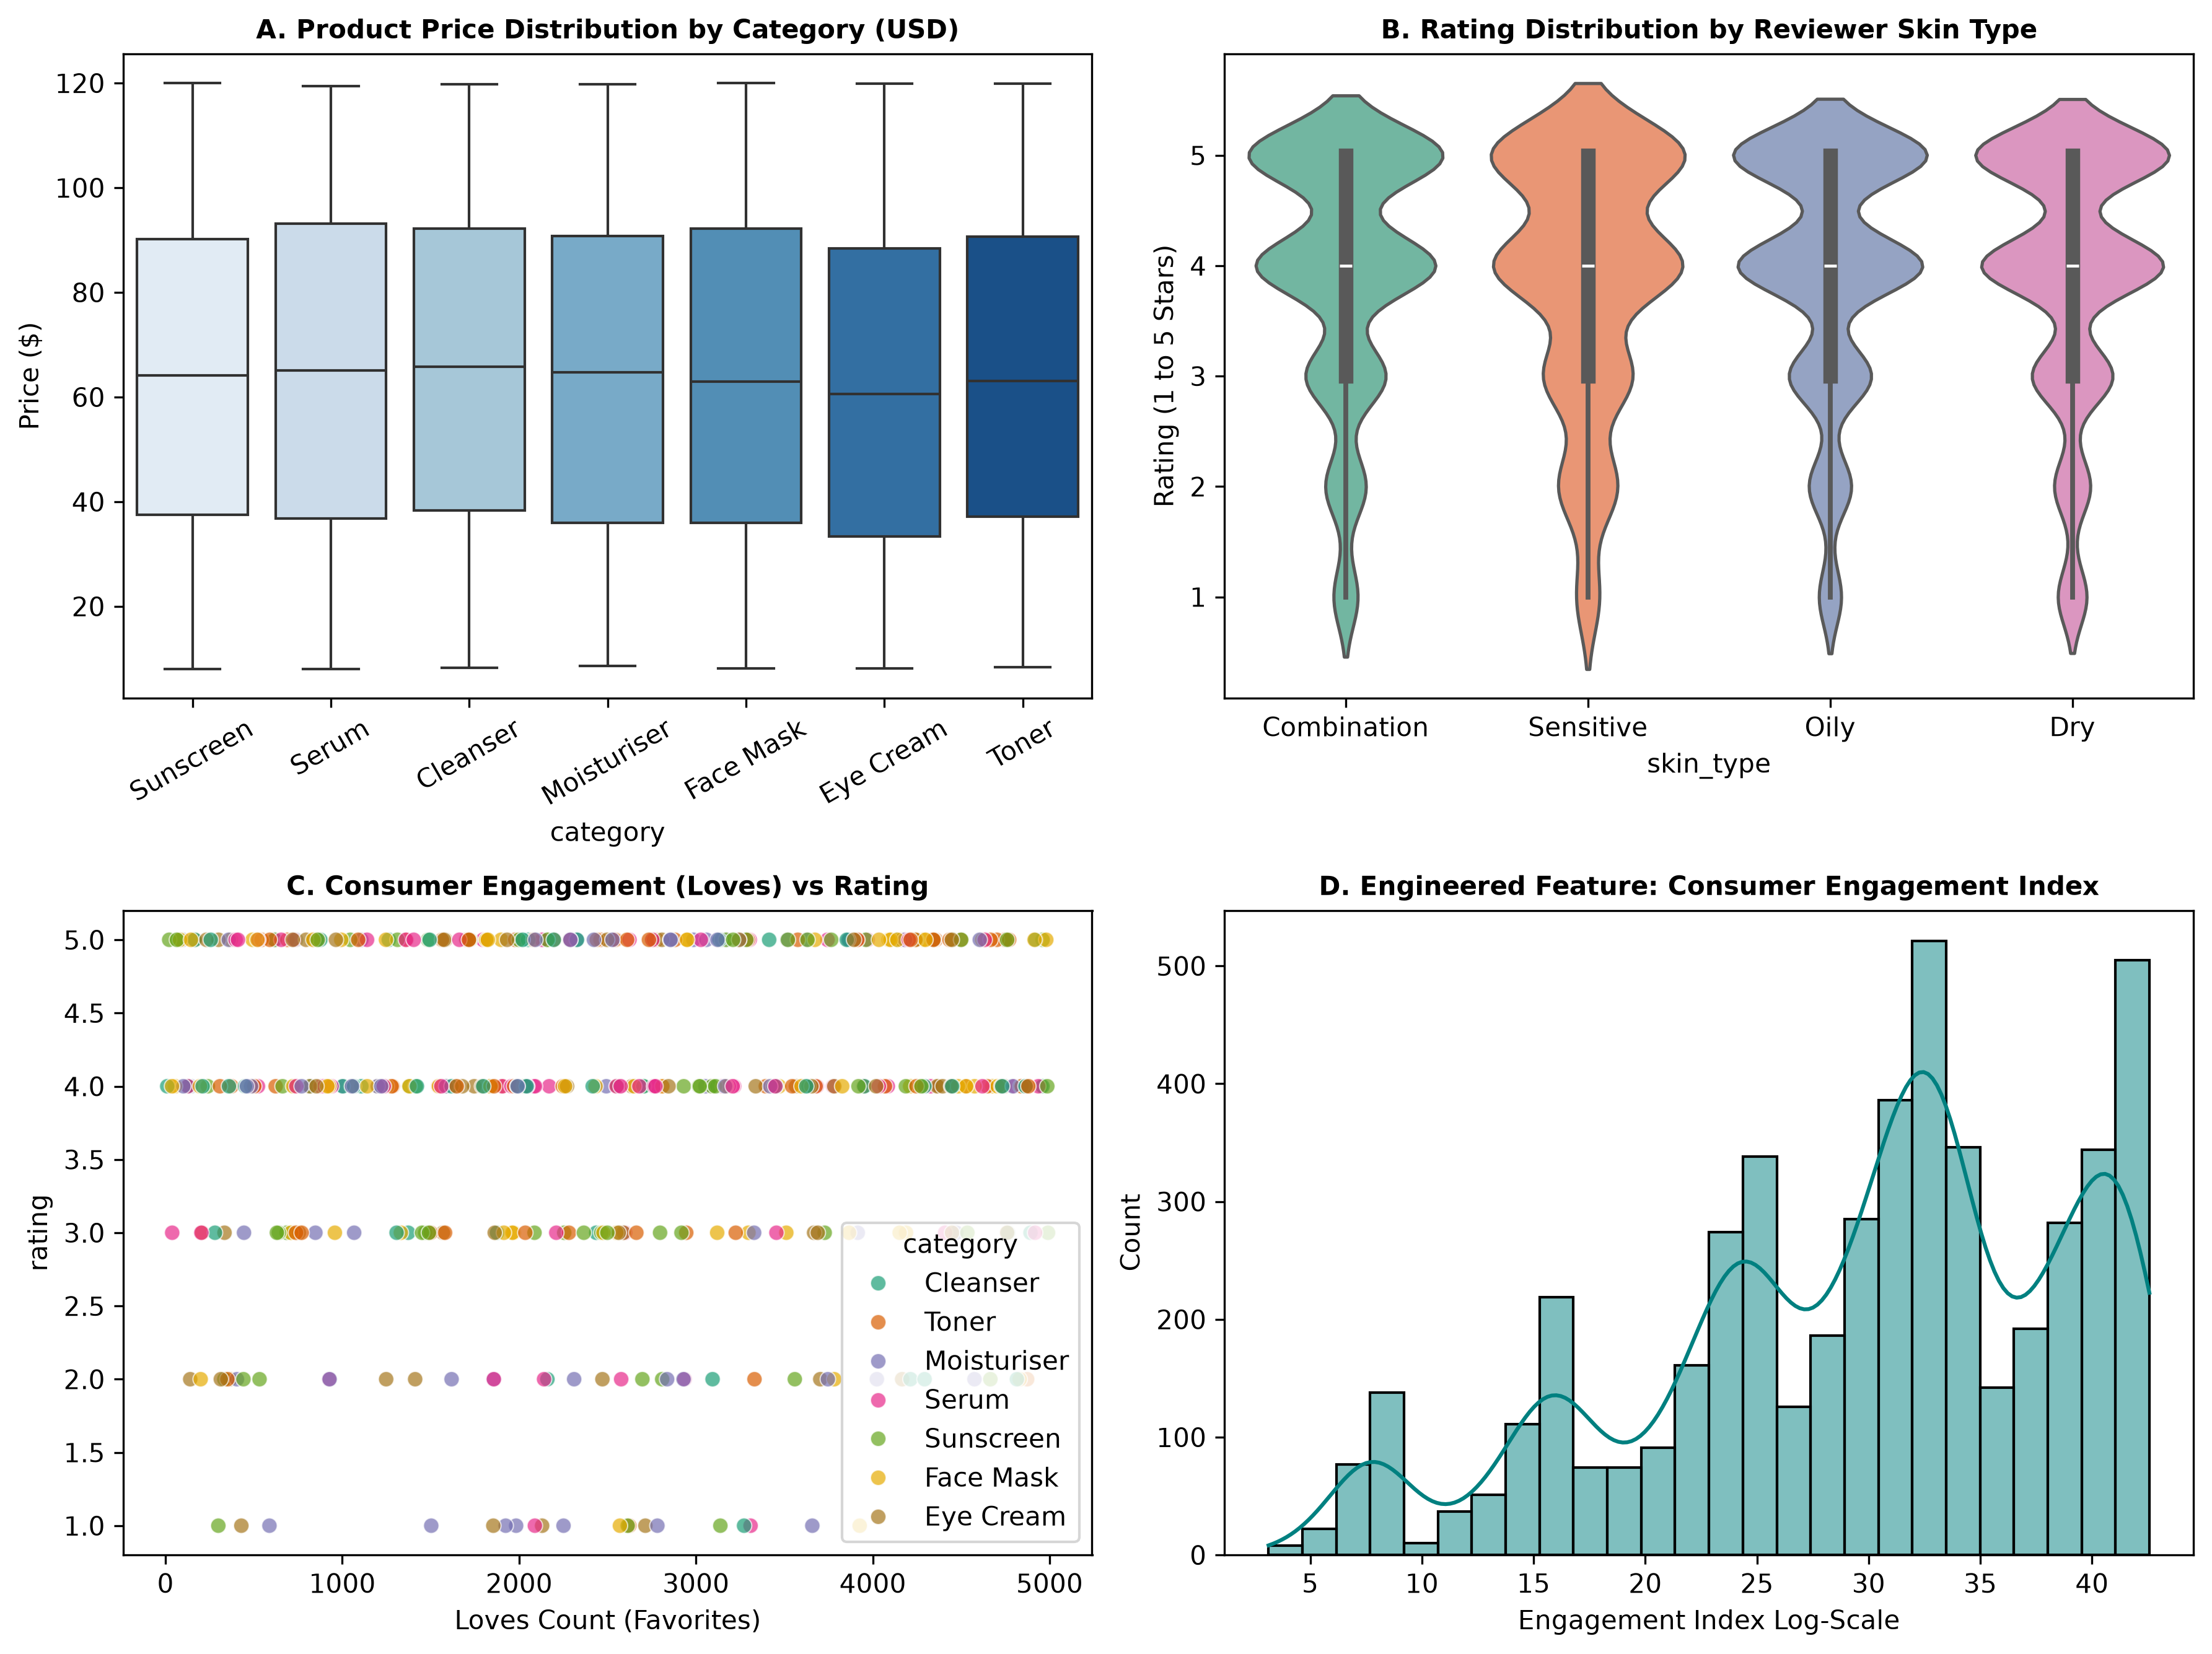 A. Product Price Distribution by Category (USD)
Price ($)
120
100
80
60
40
20
Sunscreen
Serum
Cleanser
Moisturiser
Face Mask
Eye Cream
Toner
category
B. Rating Distribution by Reviewer Skin Type
Rating (1 to 5 Stars)
5
4
3
2
1
Combination
Sensitive
Oily
Dry
skin_type
C. Consumer Engagement (Loves) vs Rating
rating
5.0
4.5
4.0
3.5
3.0
2.5
2.0
1.5
1.0
category
Cleanser
Toner
Moisturiser
Serum
Sunscreen
Face Mask
Eye Cream
0
1000
2000
3000
4000
5000
Loves Count (Favorites)
D. Engineered Feature: Consumer Engagement Index
Count
500
400
300
200
100
0
5
10
15
20
25
30
35
40
Engagement Index Log-Scale